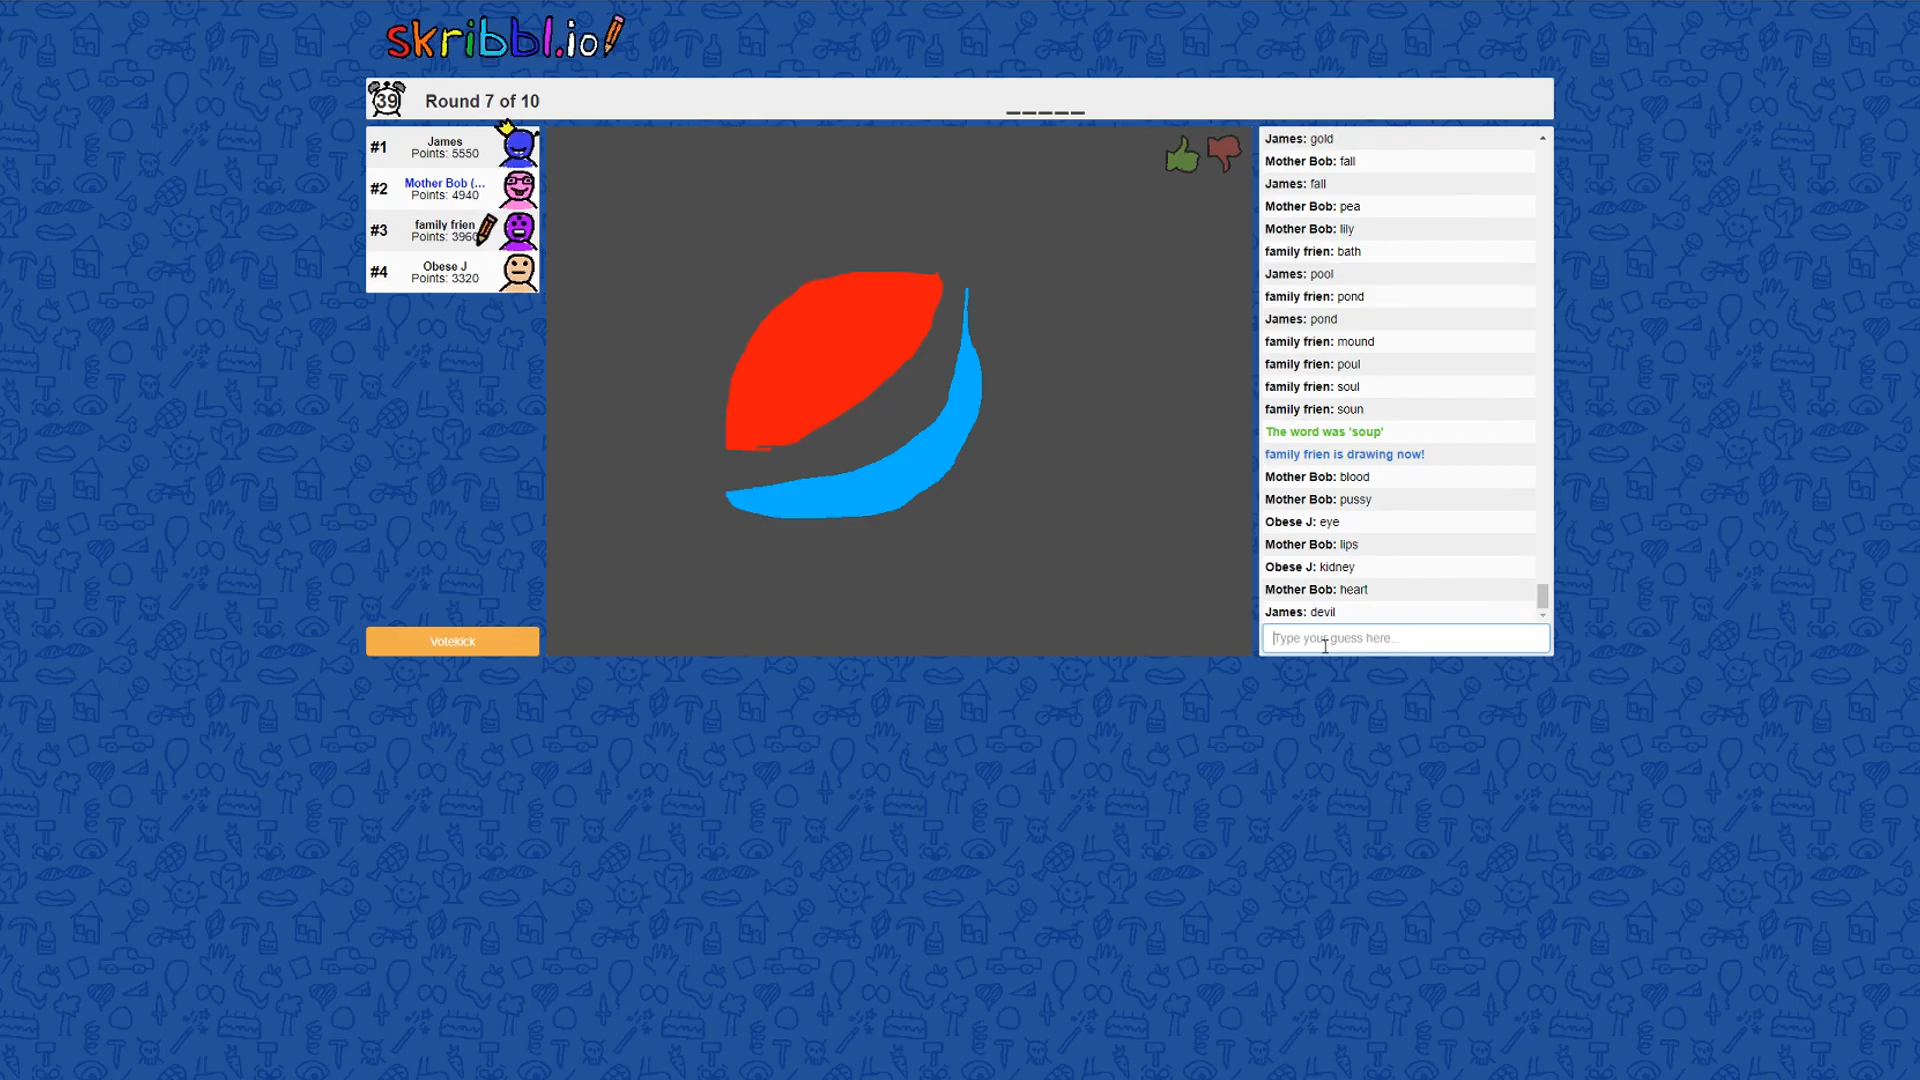 skribbl.io
39
Round 7 of 10
_____
#1
James
Points: 5550
#2
Mother Bob (...
Points: 4940
#3
family frien
Points: 3960
#4
Obese J
Points: 3320
Votekick
James: gold
Mother Bob: fall
James: fall
Mother Bob: pea
Mother Bob: lily
family frien: bath
James: pool
family frien: pond
James: pond
family frien: mound
family frien: poul
family frien: soul
family frien: soun
The word was 'soup'
family frien is drawing now!
Mother Bob: blood
Mother Bob: pussy
Obese J: eye
Mother Bob: lips
Obese J: kidney
Mother Bob: heart
James: devil
Type your guess here...